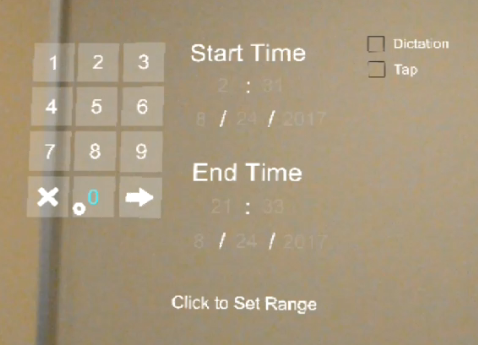 Start Time
Dictation
Tap
1 2 3
4 5 6
7 8 9
0
: 31
8 / 24 / 2017
End Time
21 : 33
8 / 24 / 2017
Click to Set Range